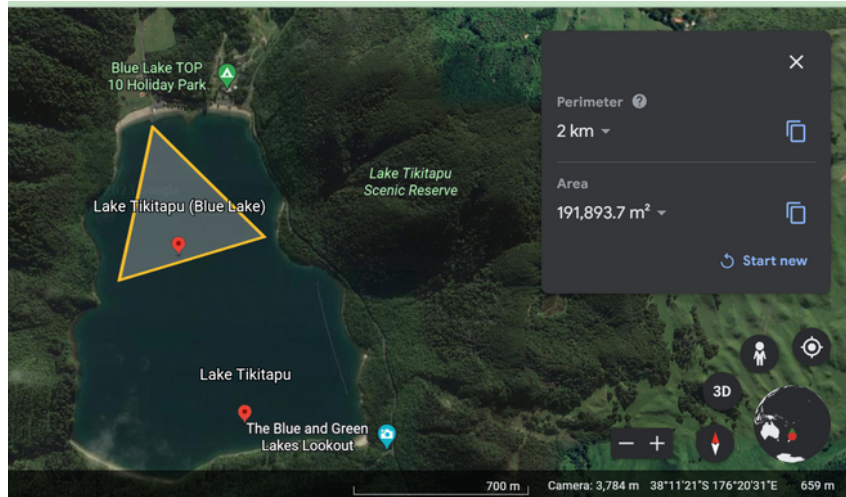 Blue Lake TOP
10 Holiday Park
Lake Tikitapu
Scenic Reserve
Lake Tikitapu (Blue Lake)
Lake Tikitapu
The Blue and Green
Lakes Lookout
Perimeter
2 km
Area
191,893.7 m²
Start new
3D
700 m
Camera: 3,784 m 38°11'21"S 176°20'31"E 659 m